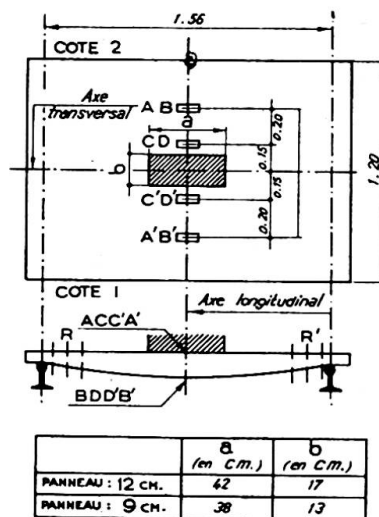 1.56
COTE 2
Axe
transversal
A B
a
0.20
C D
0.15
b
1.20
C'D'
0.15
A'B'
0.20
COTE 1
Axe longitudinal
ACC'A'
R
R'
BDD'B'
a
(en Cm.)
b
(en Cm.)
PANNEAU : 12 CM.
42
17
PANNEAU : 9 CM.
38
13